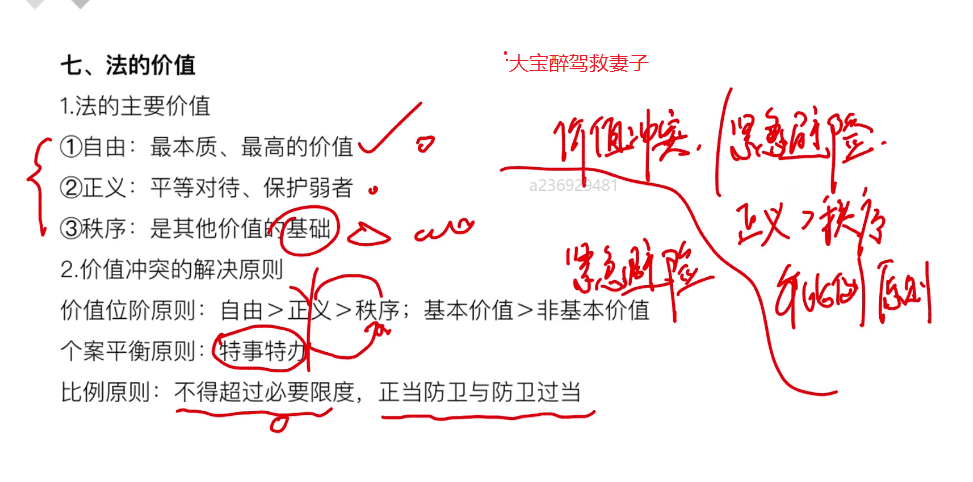 七、法的价值
1.法的主要价值
①自由：最本质、最高的价值
②正义：平等对待、保护弱者
③秩序：是其他价值的基础
2.价值冲突的解决原则
价值位阶原则：自由＞正义＞秩序；基本价值＞非基本价值
个案平衡原则：特事特办
比例原则：不得超过必要限度，正当防卫与防卫过当
大宝醉驾救妻子
价值冲突
紧急避险
a236929481
正义＞秩序
紧急避险
比例原则